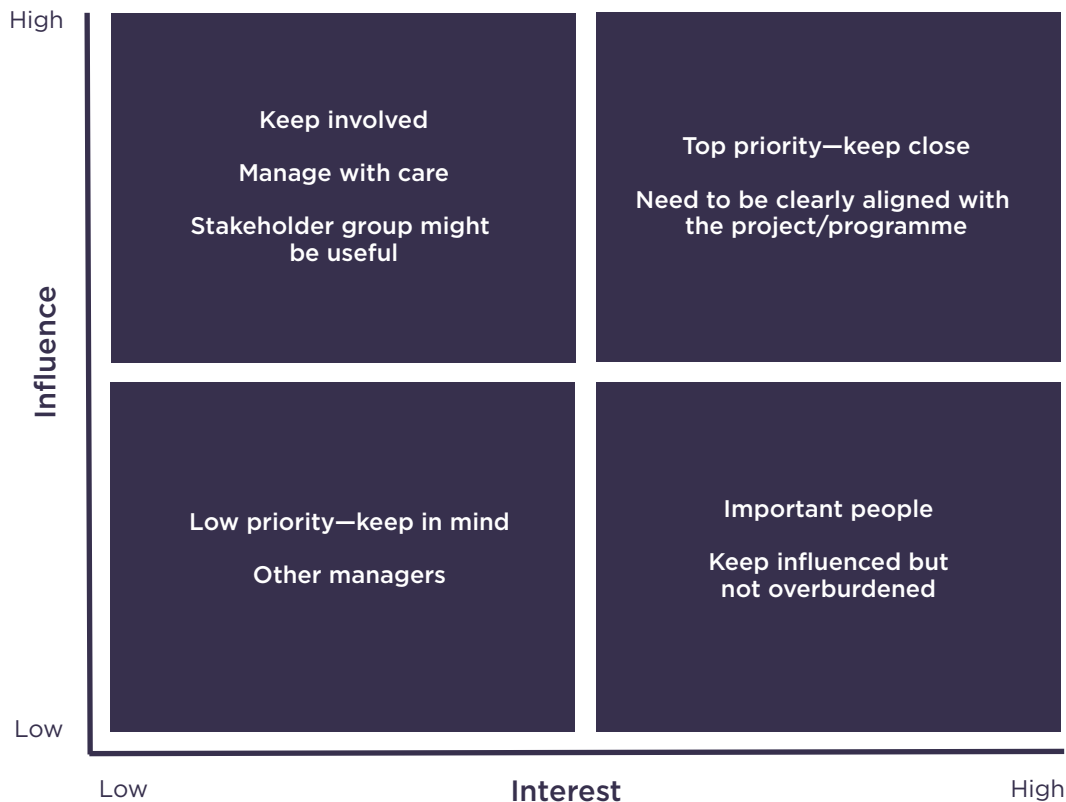 High
Keep involved
Manage with care
Stakeholder group might
be useful
Top priority—keep close
Need to be clearly aligned with
the project/programme
Influence
Low priority—keep in mind
Other managers
Important people
Keep influenced but
not overburdened
Low
Low
Interest
High